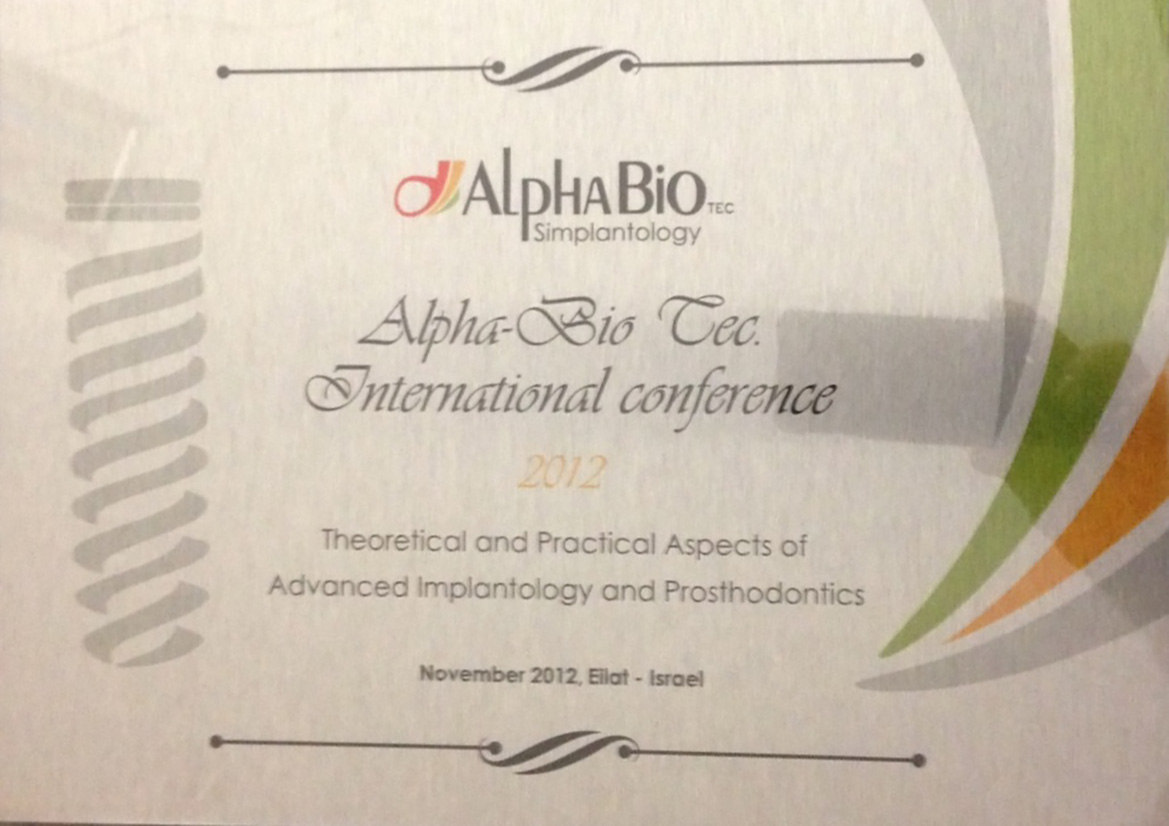 AlphaBio TEC
Simplantology
Alpha-Bio Tec.
International conference
2012
Theoretical and Practical Aspects of
Advanced Implantology and Prosthodontics
November 2012, Eilat - Israel